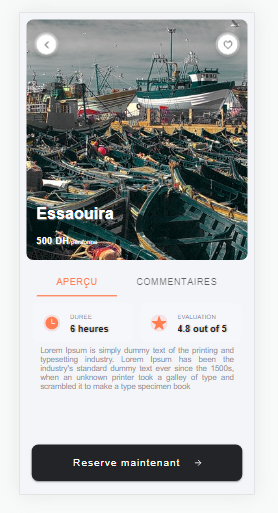 Essaouira
500 DH/personne
APERÇU
COMMENTAIRES
DURÉE
6 heures
EVALUATION
4.8 out of 5
Lorem Ipsum is simply dummy text of the printing and
typesetting industry. Lorem Ipsum has been the
industry's standard dummy text ever since the 1500s,
when an unknown printer took a galley of type and
scrambled it to make a type specimen book
Reserve maintenant